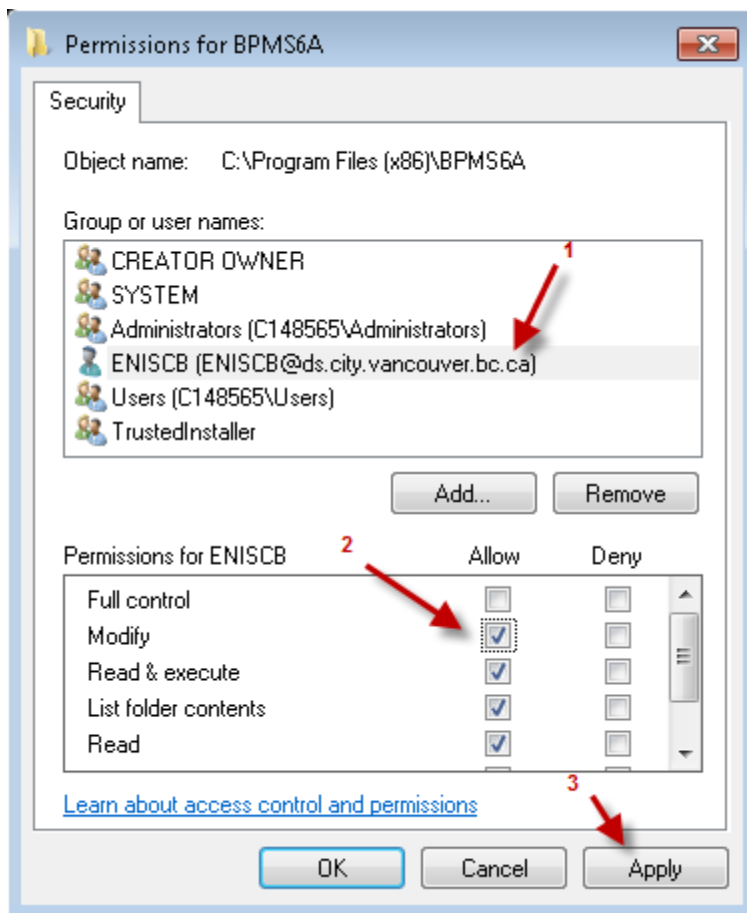 Permissions for BPMS6A
Security
Object name: C:\Program Files (x86)\BPMS6A
Group or user names:
1
CREATOR OWNER
SYSTEM
Administrators (C148565\Administrators)
ENISCB (ENISCB@ds.city.vancouver.bc.ca)
Users (C148565\Users)
TrustedInstaller
Add... Remove
Permissions for ENISCB 2 Allow Deny
Full control
Modify
Read & execute
List folder contents
Read
Learn about access control and permissions
3
OK Cancel Apply